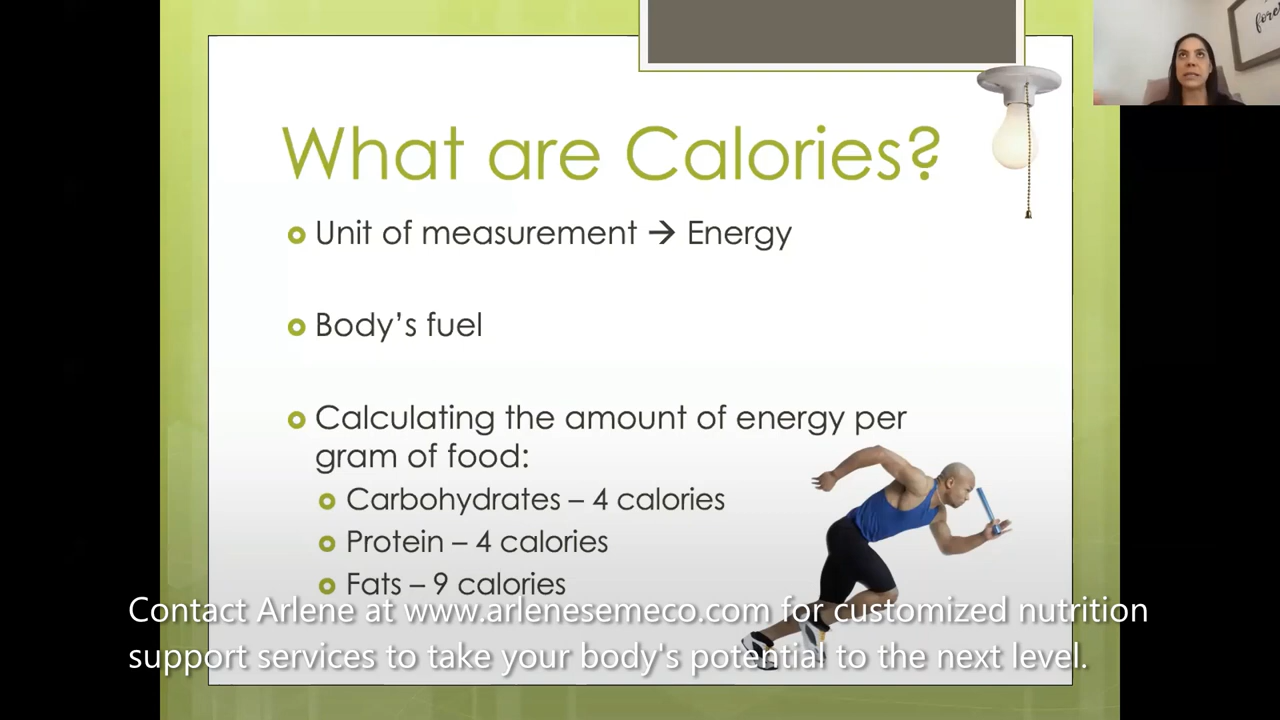 What are Calories?
Unit of measurement → Energy
Body's fuel
Calculating the amount of energy per
gram of food:
Carbohydrates – 4 calories
Protein – 4 calories
Fats – 9 calories
Contact Arlene at www.arlenesemeco.com for customized nutrition
support services to take your body's potential to the next level.